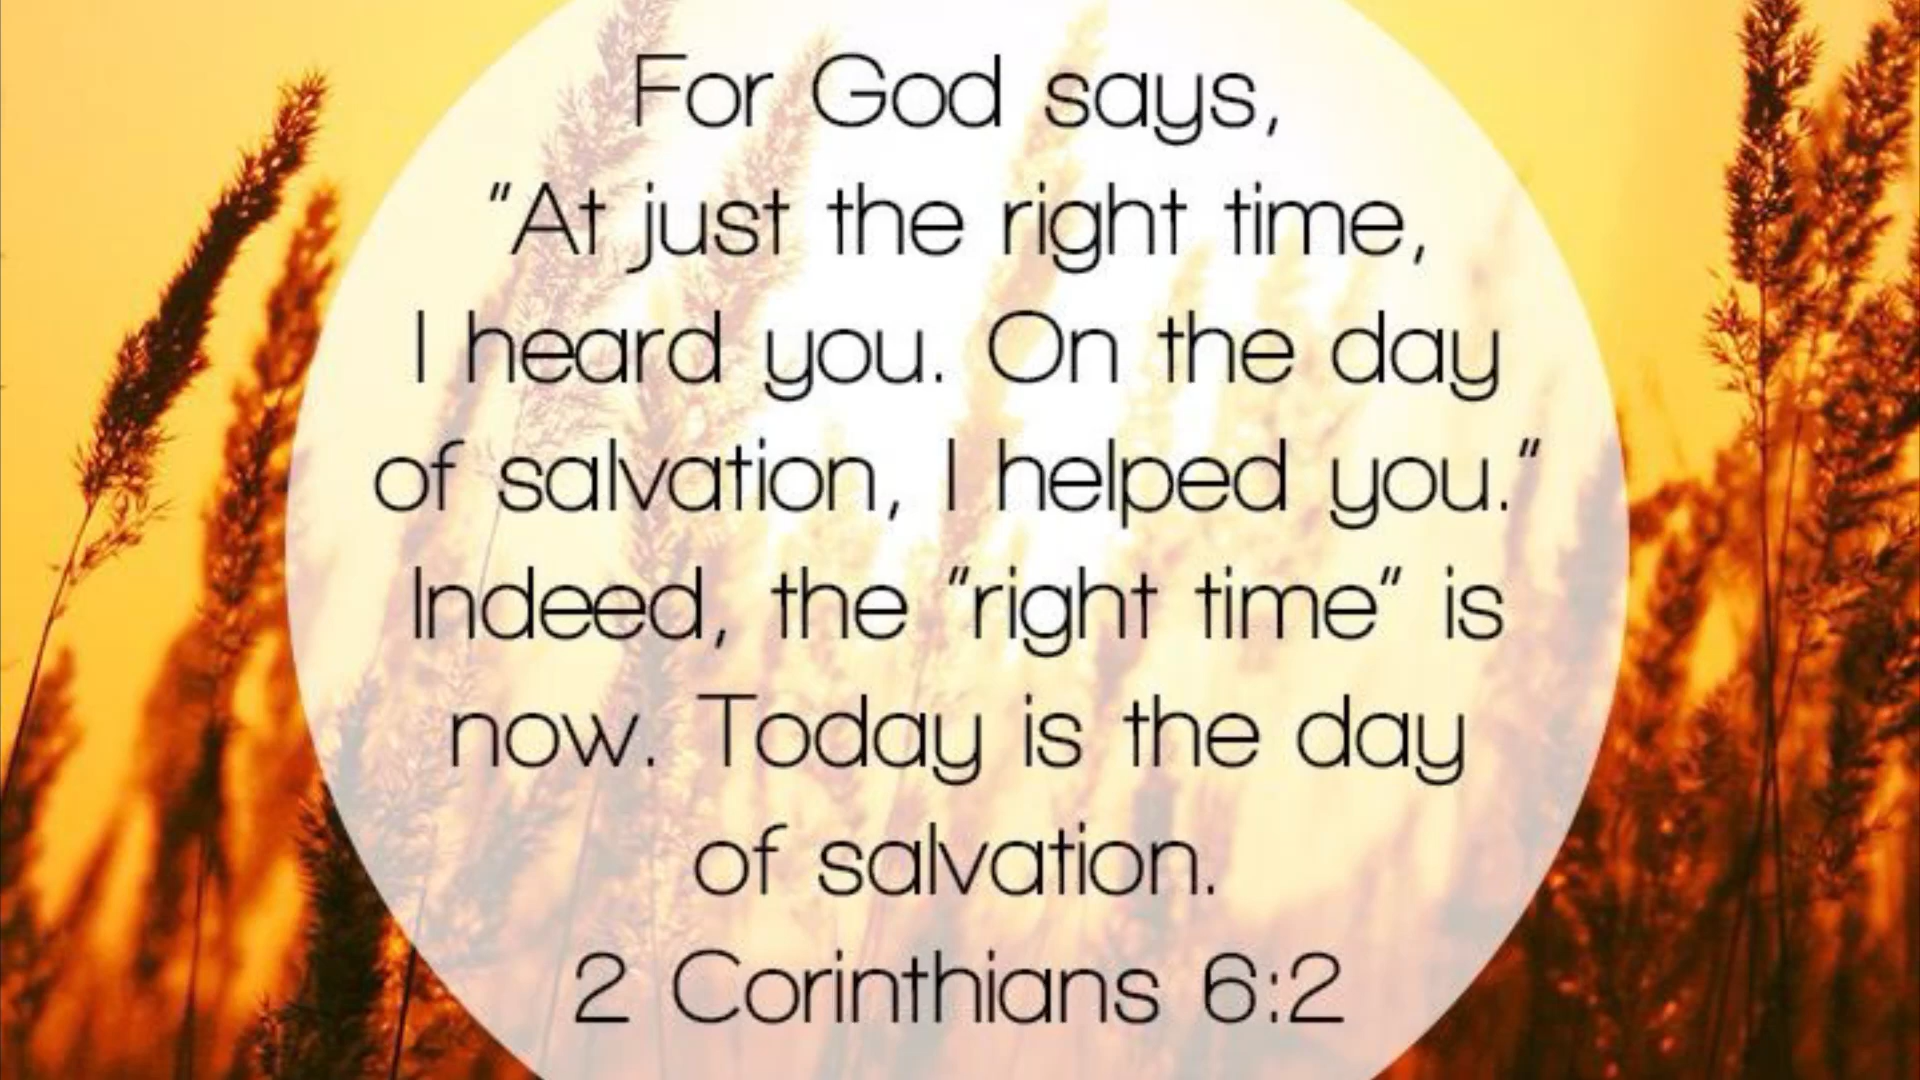 For God says,
"At just the right time,
I heard you. On the day
of salvation, I helped you."
Indeed, the "right time" is
now. Today is the day
of salvation.
2 Corinthians 6:2